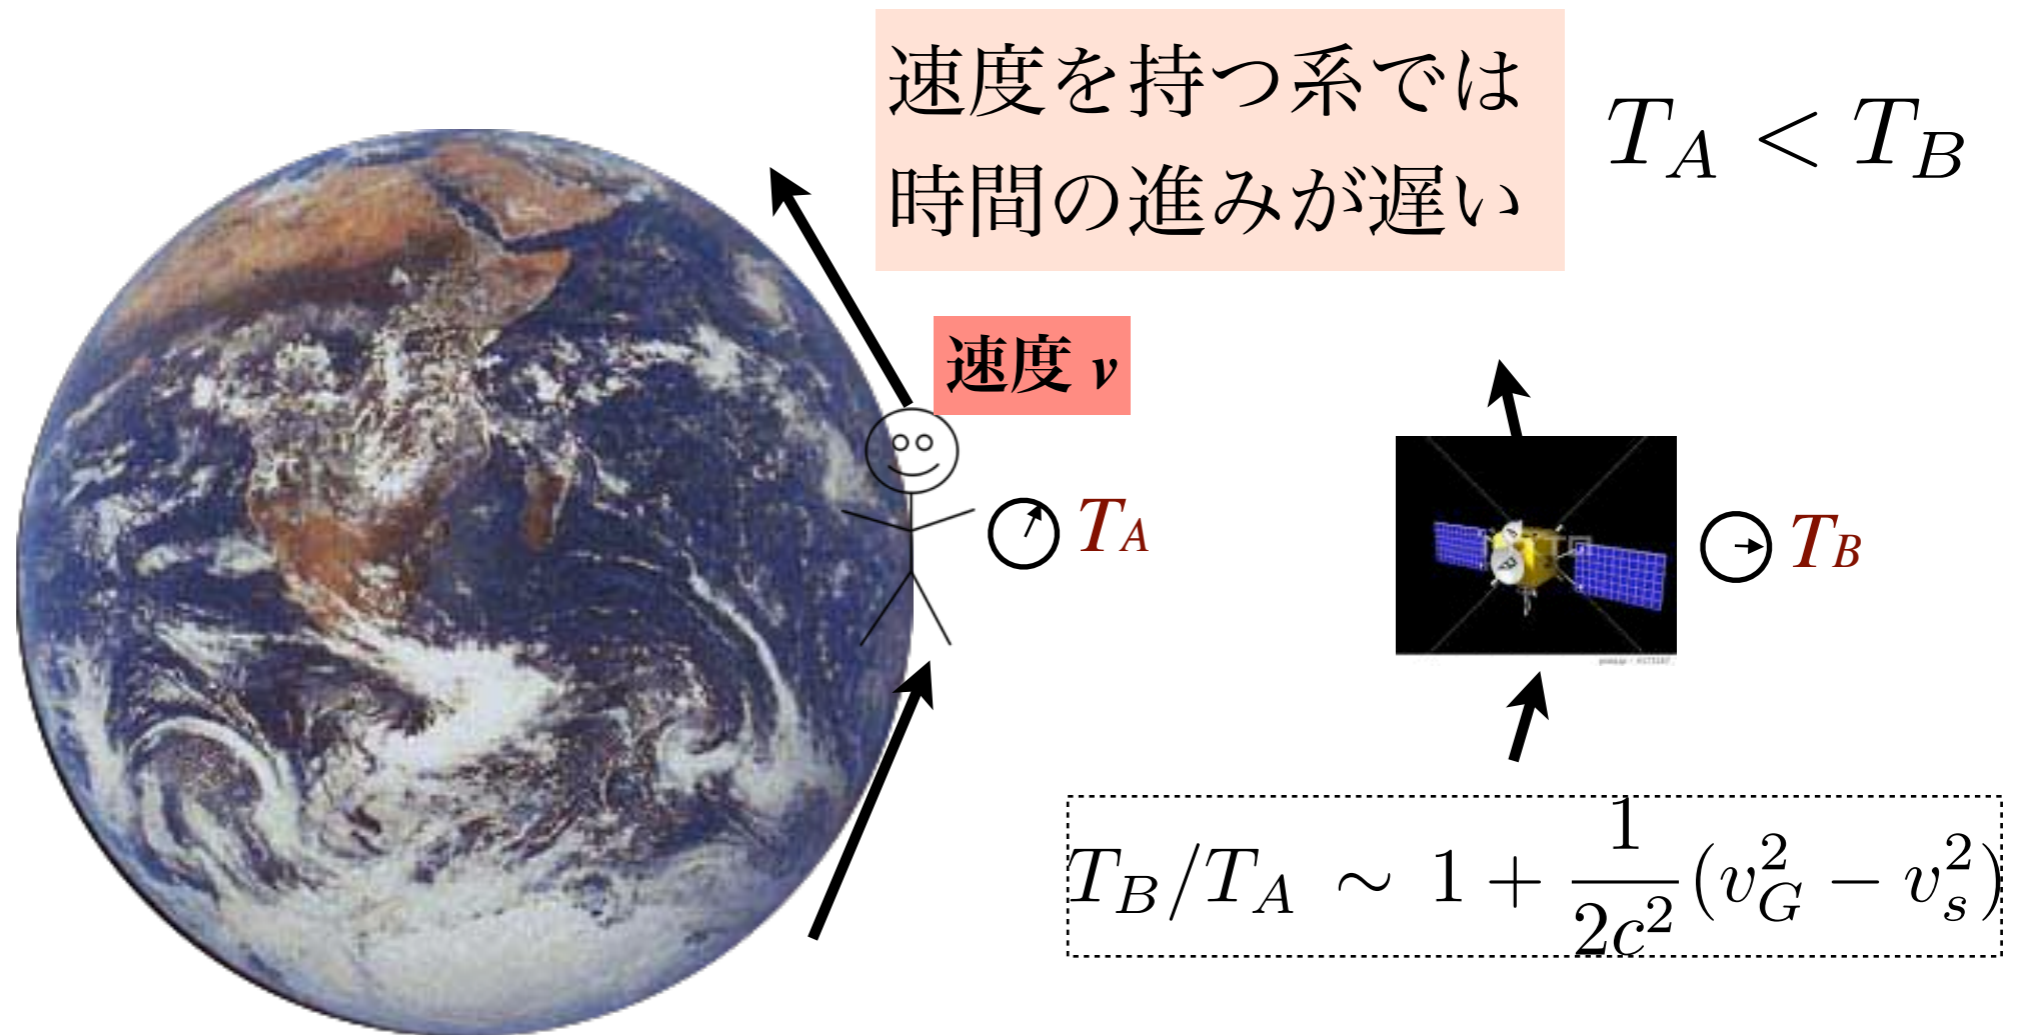 速度を持つ系では
時間の進みが遅い
T_A < T_B
速度 v
T_A
T_B
T_B/T_A ∼ 1 + \frac{1}{2c^2}(v_G^2 − v_s^2)